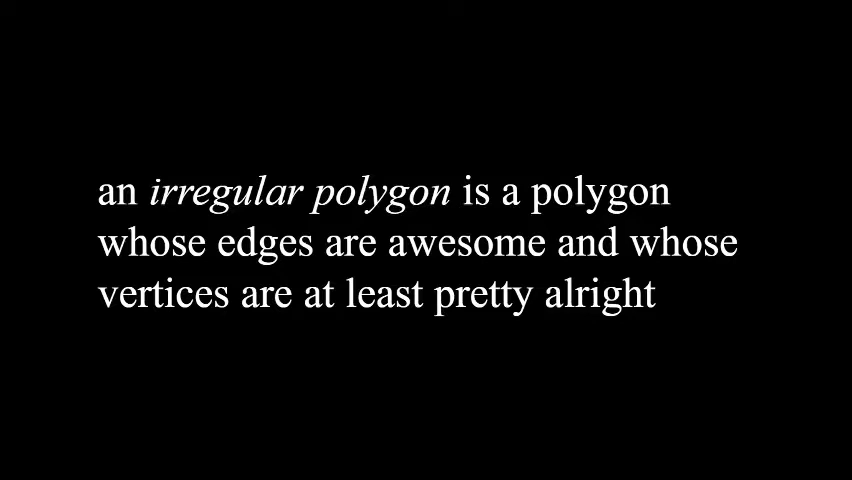 an irregular polygon is a polygon
whose edges are awesome and whose
vertices are at least pretty alright